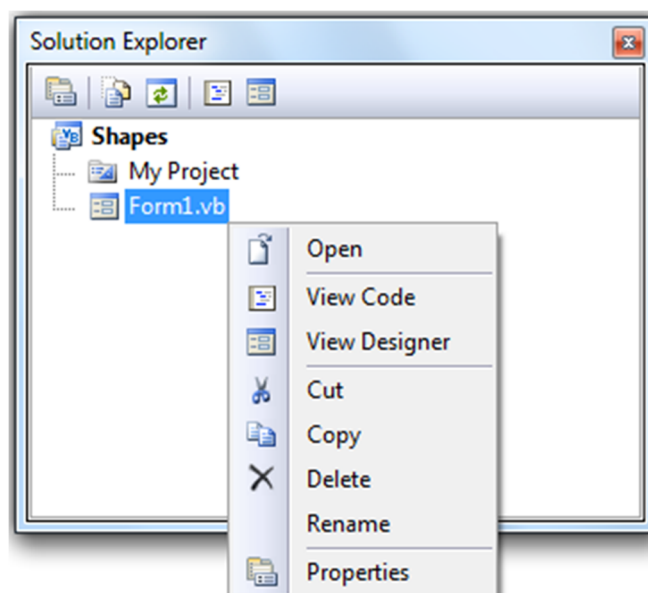 Solution Explorer
Shapes
My Project
Form1.vb
Open
View Code
View Designer
Cut
Copy
Delete
Rename
Properties